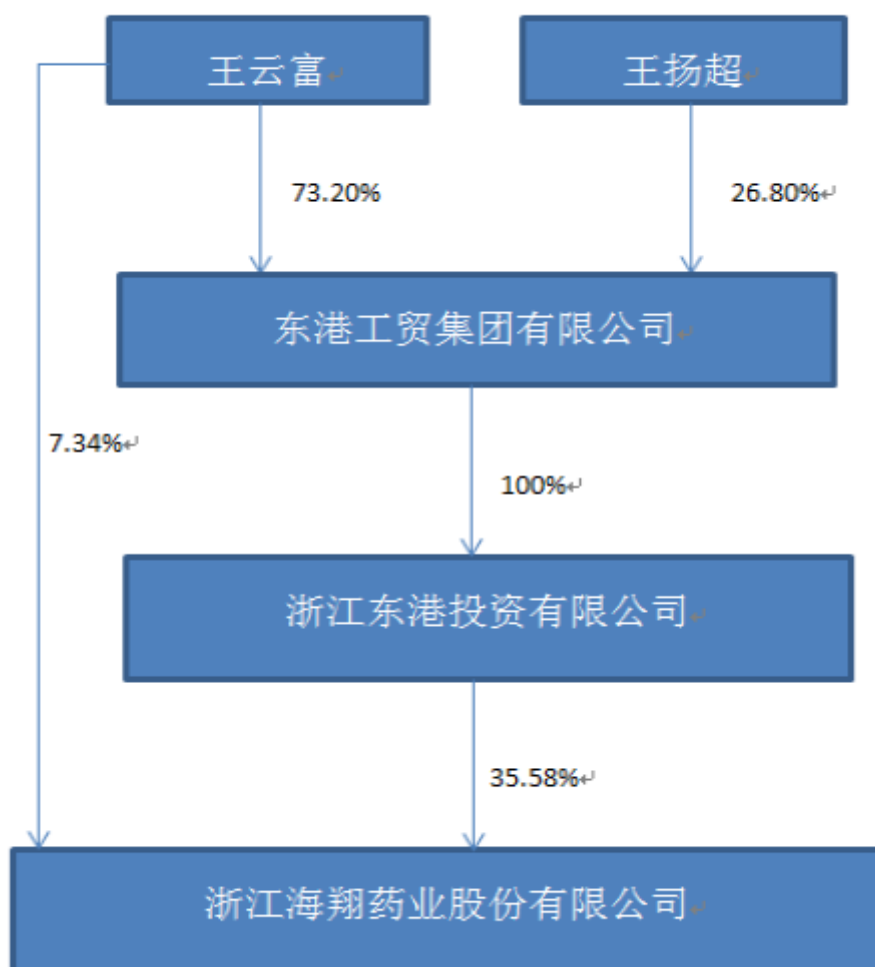 王云富
王扬超
73.20%
26.80%
东港工贸集团有限公司
7.34%
100%
浙江东港投资有限公司
35.58%
浙江海翔药业股份有限公司